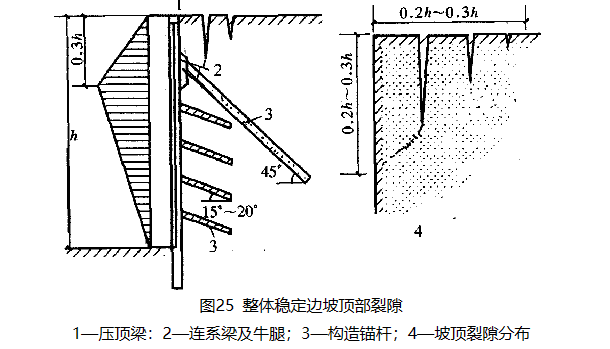 1
0.2h～0.3h
0.3h
2
0.2h～0.3h
3
h
45°
15°～20°
3
4
图25 整体稳定边坡顶部裂隙
1—压顶梁：2—连系梁及牛腿；3—构造锚杆；4—坡顶裂隙分布